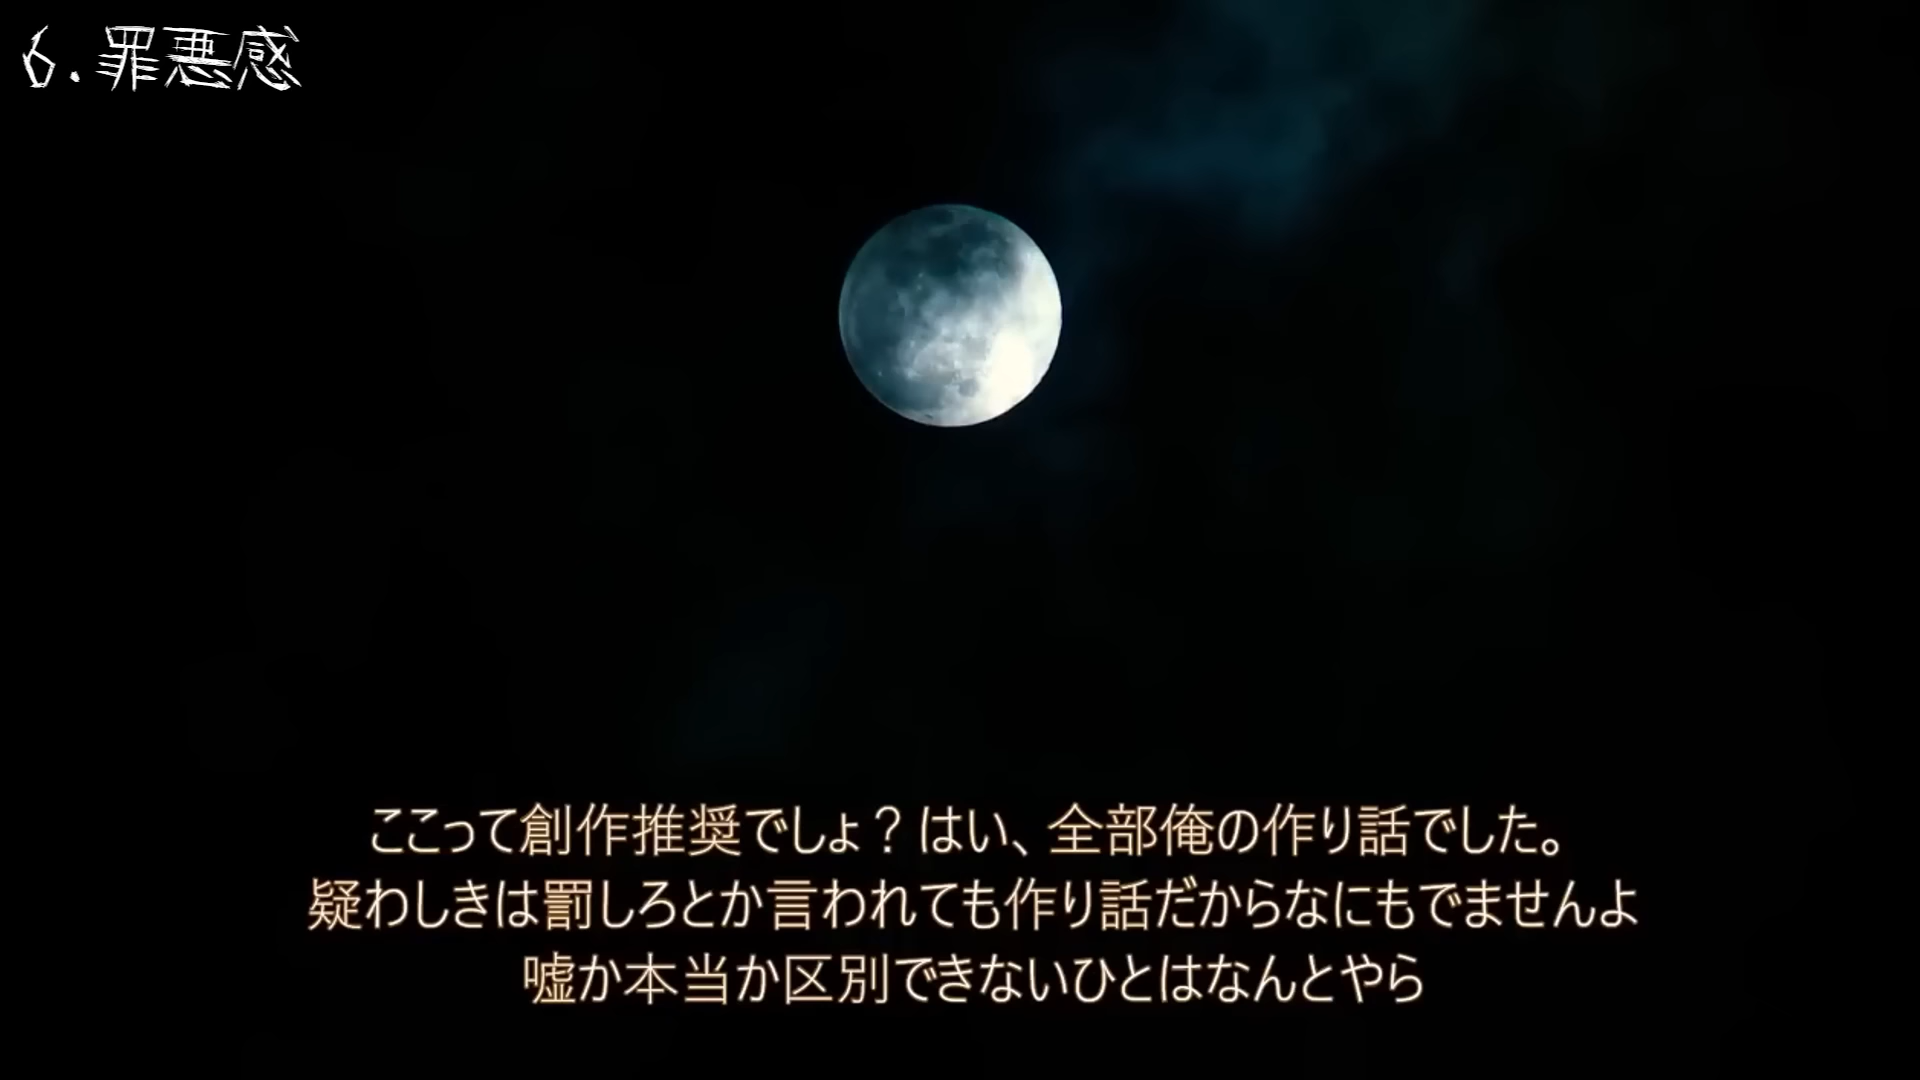 6.罪悪感
ここって創作推奨でしょ？はい、全部俺の作り話でした。
疑わしきは罰しろとか言われても作り話だからなにもでませんよ
嘘か本当か区別できないひとはなんとやら